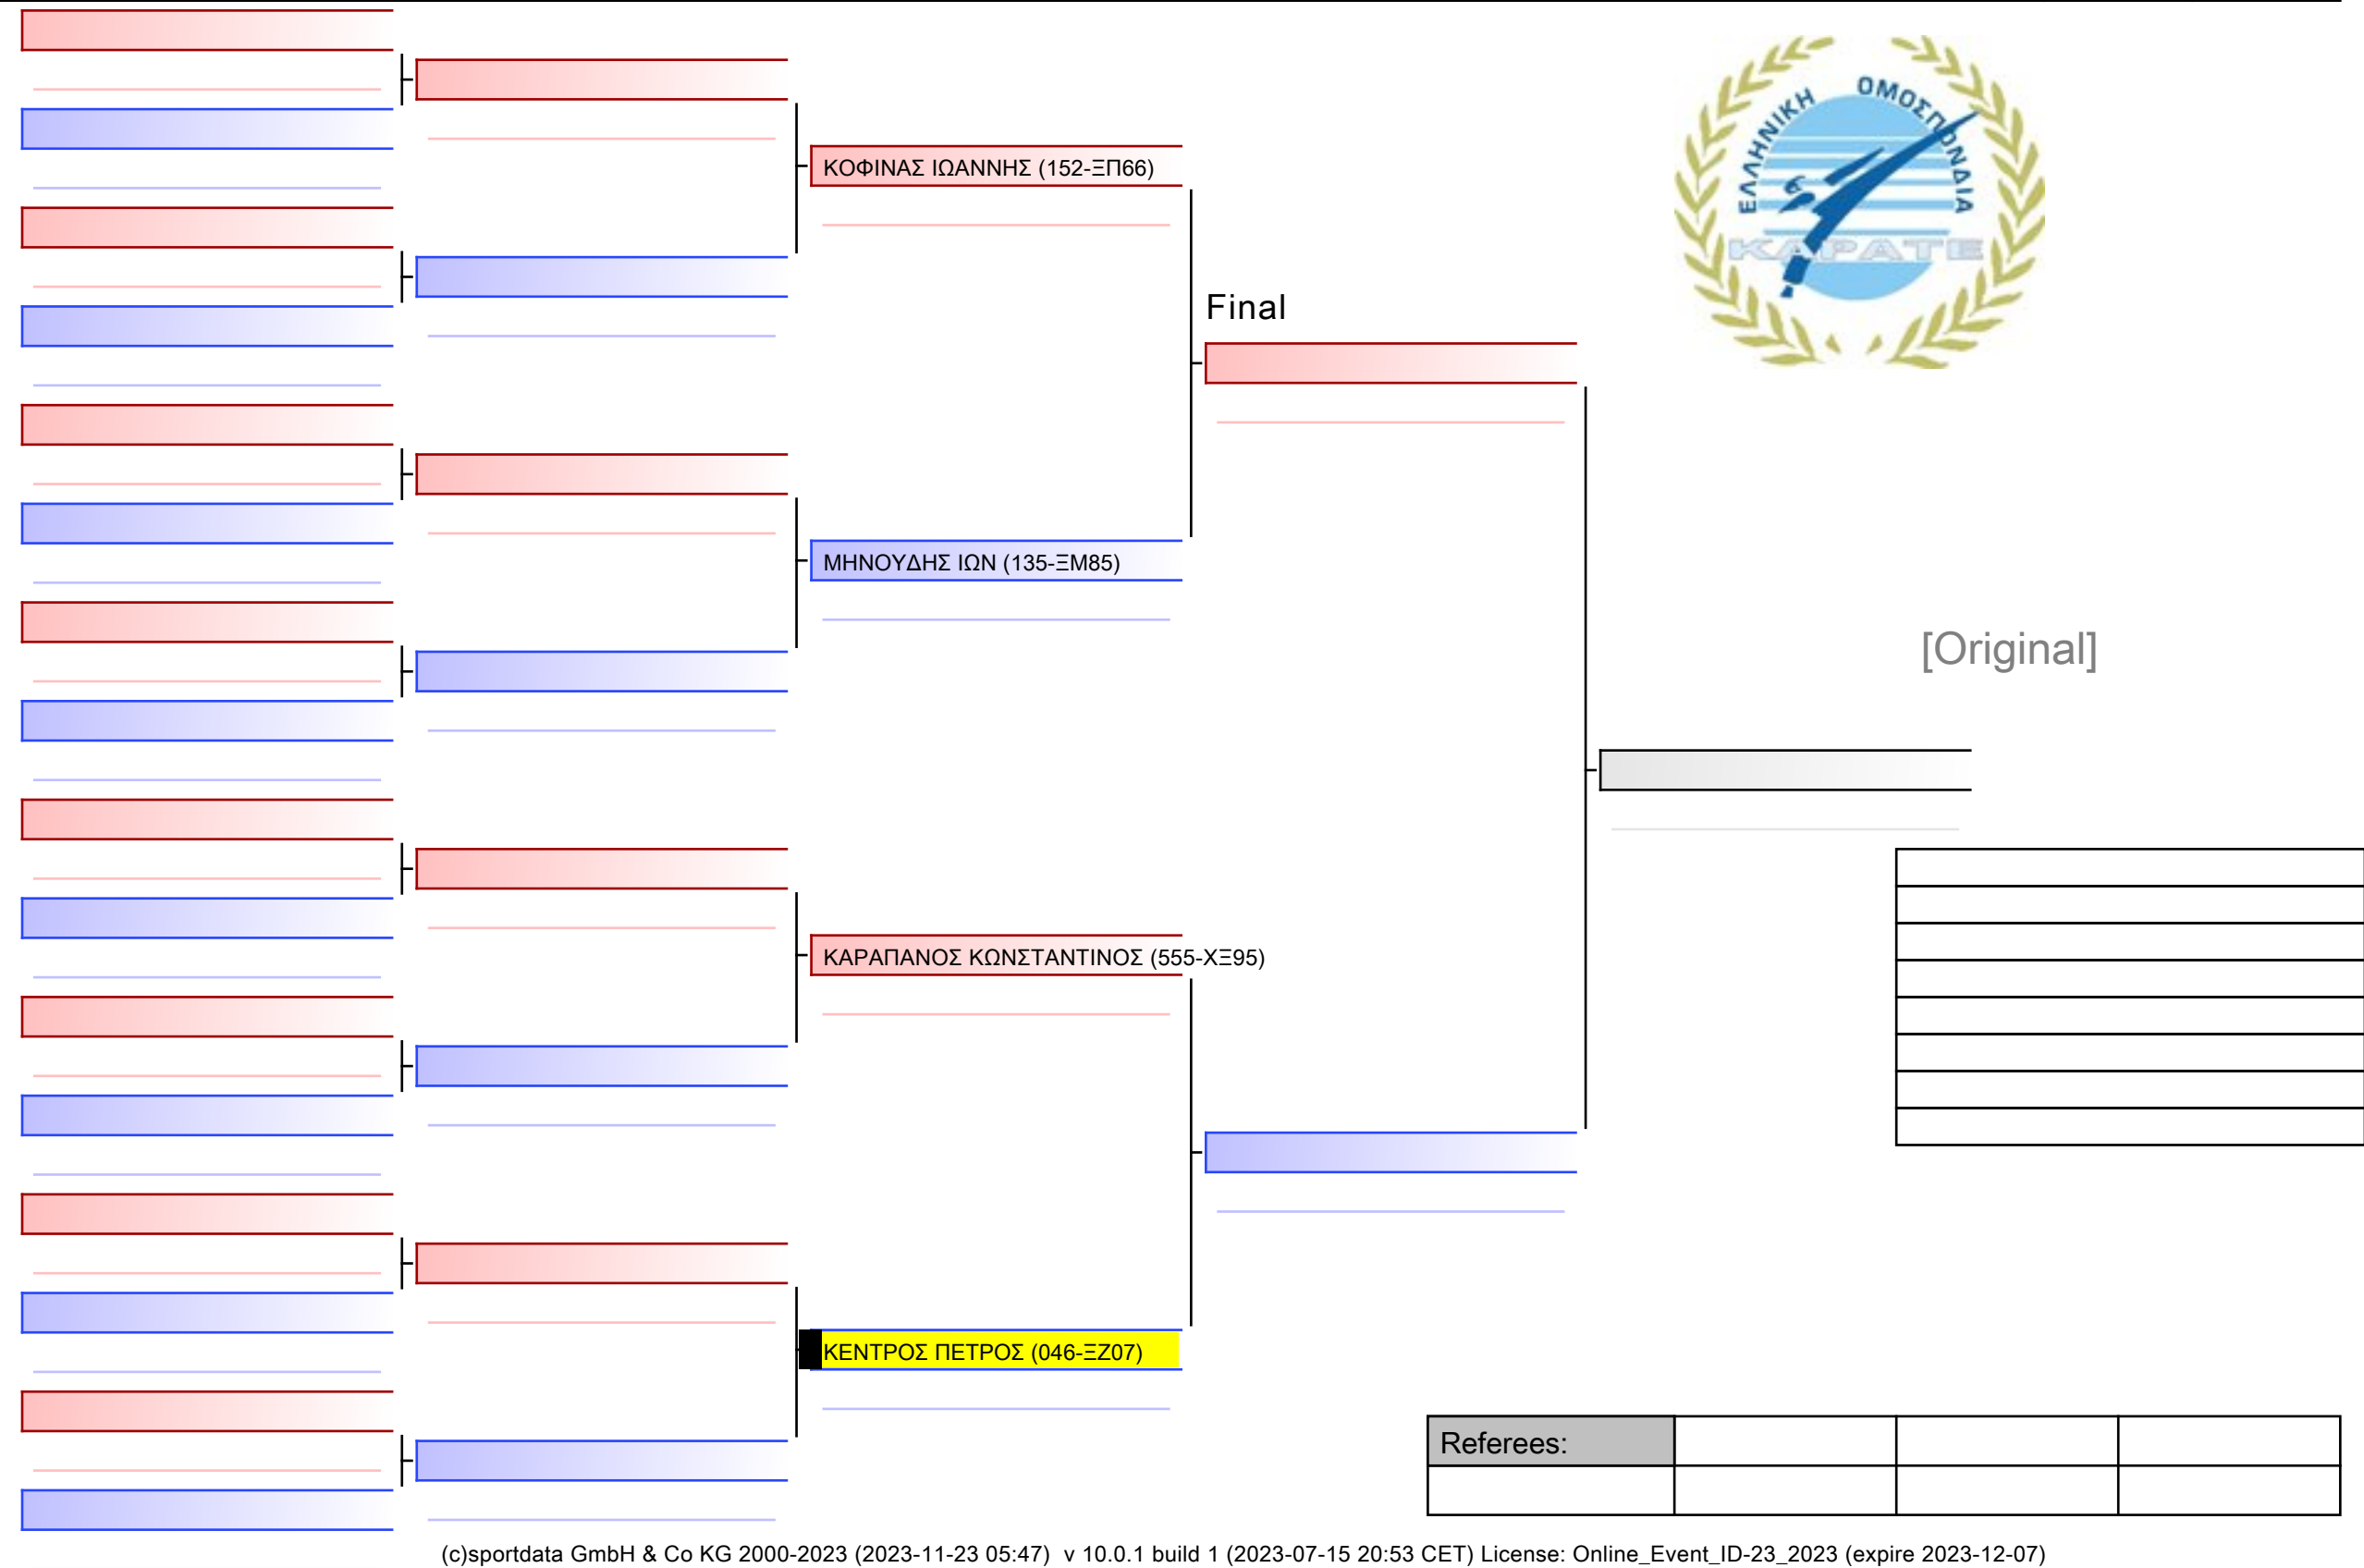 ΕΛΛΗΝΙΚΗ ΟΜΟΣΠΟΝΔΙΑ
ΚΑΡΑΤΕ
ΚΟΦΙΝΑΣ ΙΩΑΝΝΗΣ (152-ΞΠ66)
Final
ΜΗΝΟΥΔΗΣ ΙΩΝ (135-ΞΜ85)
[Original]
ΚΑΡΑΠΑΝΟΣ ΚΩΝΣΤΑΝΤΙΝΟΣ (555-ΧΞ95)
ΚΕΝΤΡΟΣ ΠΕΤΡΟΣ (046-ΞΖ07)
Referees:
(c)sportdata GmbH & Co KG 2000-2023 (2023-11-23 05:47) v 10.0.1 build 1 (2023-07-15 20:53 CET) License: Online_Event_ID-23_2023 (expire 2023-12-07)